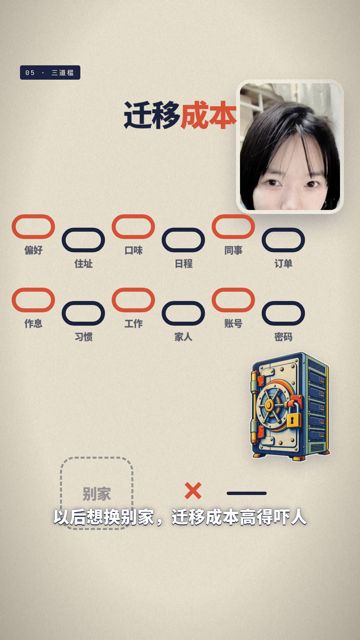 05 · 三道槛
迁移成本
偏好
住址
口味
日程
同事
订单
作息
习惯
工作
家人
账号
密码
别家
以后想换别家，迁移成本高得吓人